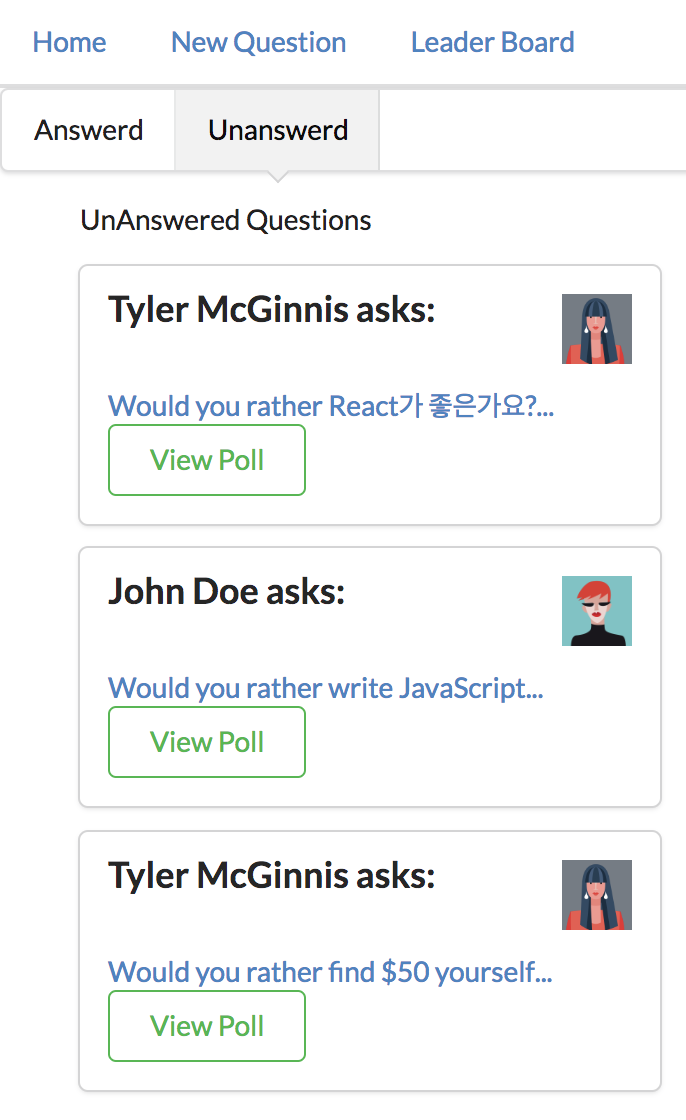 Home New Question Leader Board
Answerd Unanswerd
UnAnswered Questions
Tyler McGinnis asks:
Would you rather React가 좋은가요?...
View Poll
John Doe asks:
Would you rather write JavaScript...
View Poll
Tyler McGinnis asks:
Would you rather find $50 yourself...
View Poll